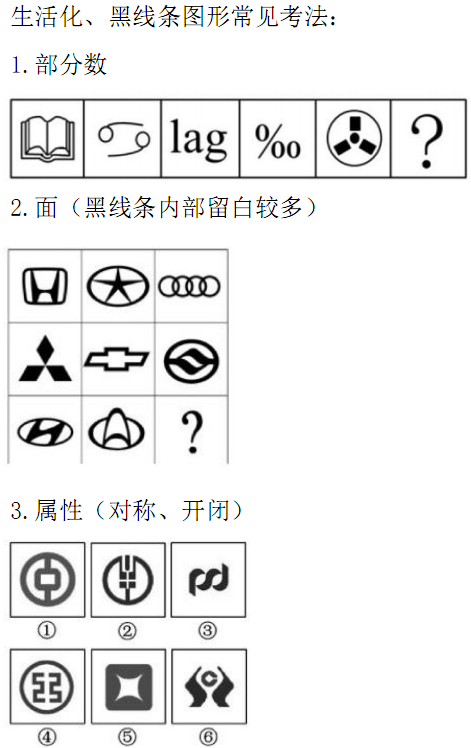 生活化、黑线条图形常见考法:
1.部分数
lag ‰ ?
2.面（黑线条内部留白较多）
?
3.属性（对称、开闭）
① ② ③
④ ⑤ ⑥